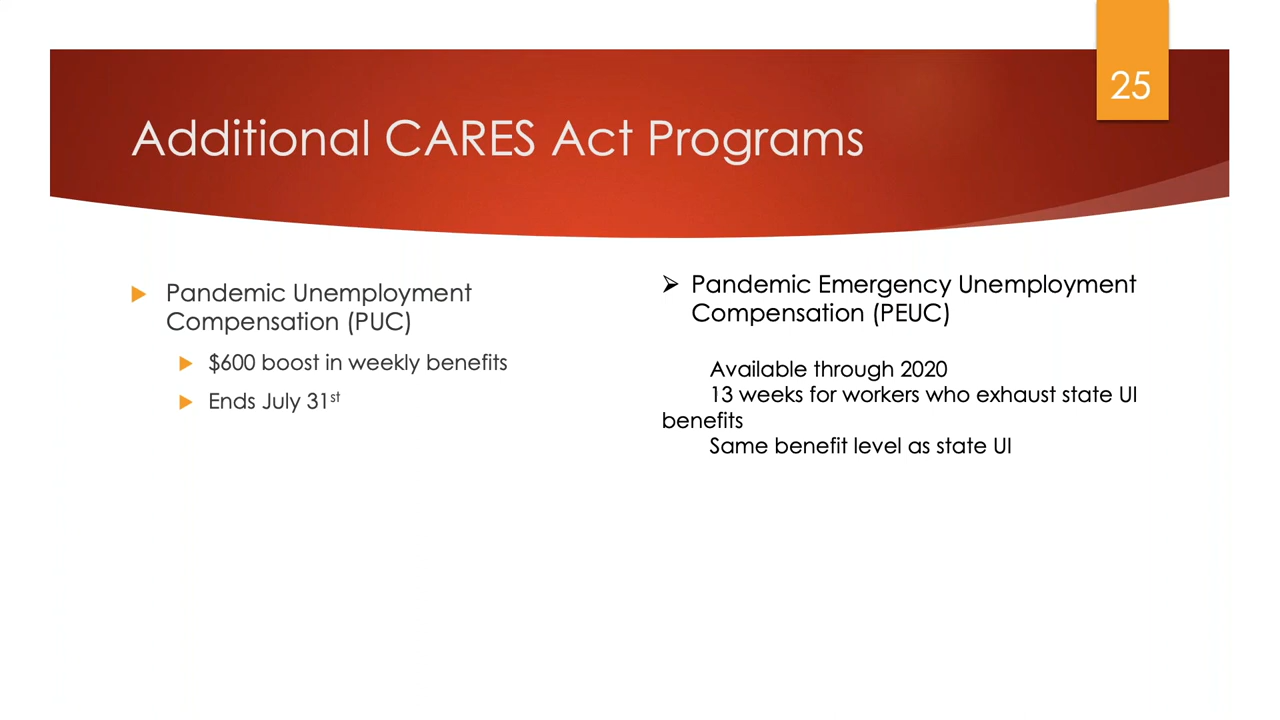 25
Additional CARES Act Programs
Pandemic Unemployment
Compensation (PUC)
$600 boost in weekly benefits
Ends July 31st
Pandemic Emergency Unemployment
Compensation (PEUC)
Available through 2020
13 weeks for workers who exhaust state UI
benefits
Same benefit level as state UI